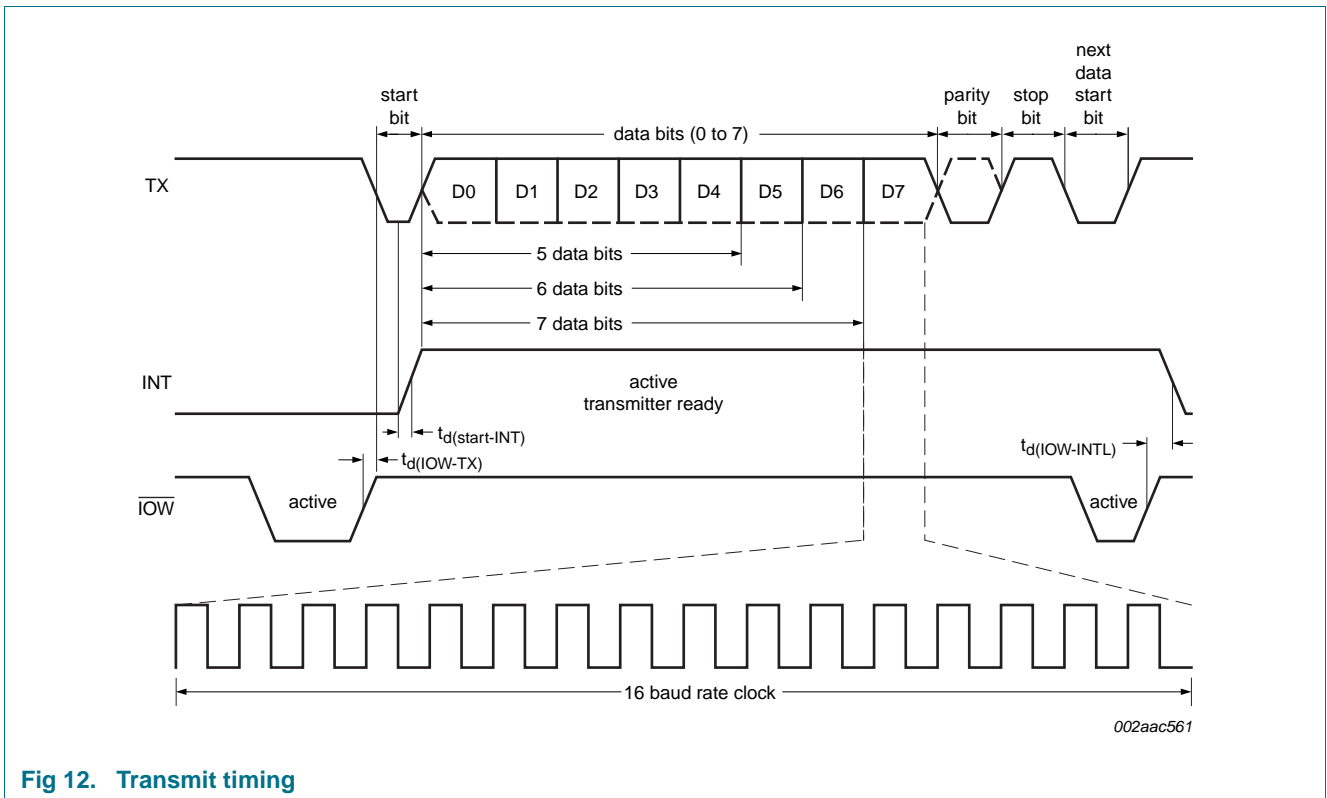 next
data
start
bit
start
bit
parity
bit
stop
bit
data bits (0 to 7)
TX
D0 D1 D2 D3 D4 D5 D6 D7
5 data bits
6 data bits
7 data bits
INT
active
transmitter ready
td(start-INT)
td(IOW-TX)
td(IOW-INTL)
IOW
active
active
16 baud rate clock
002aac561
Fig 12. Transmit timing